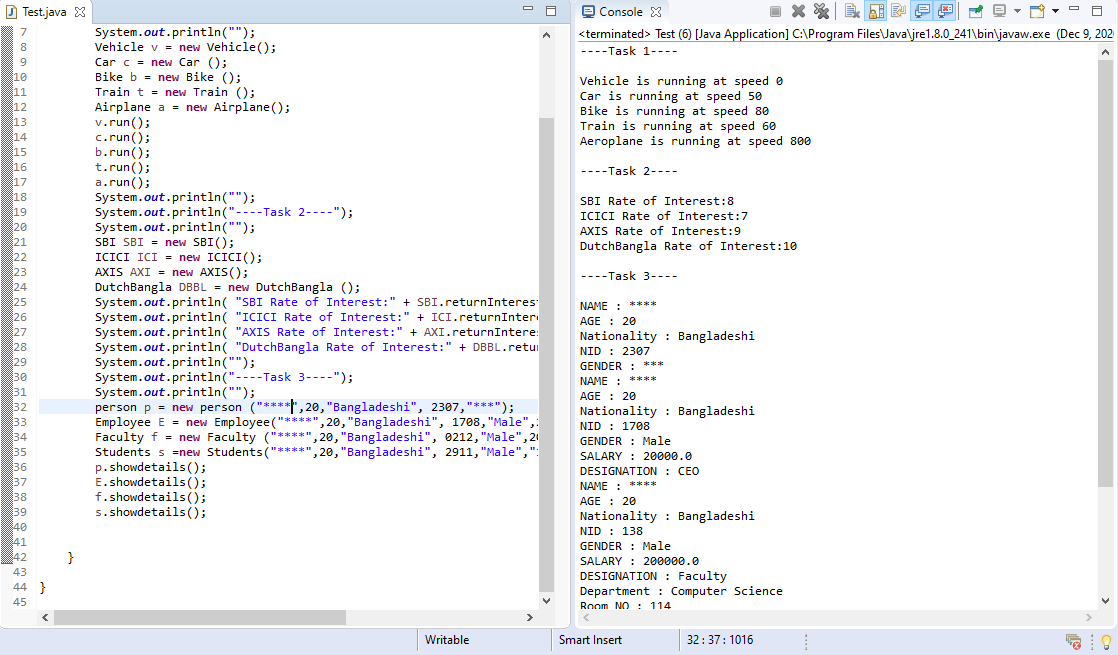 Test.java
7 System.out.println("");
8 Vehicle v = new Vehicle();
9 Car c = new Car ();
10 Bike b = new Bike ();
11 Train t = new Train ();
12 Airplane a = new Airplane();
13 v.run();
14 c.run();
15 b.run();
16 t.run();
17 a.run();
18 System.out.println("");
19 System.out.println("----Task 2----");
20 System.out.println("");
21 SBI SBI = new SBI();
22 ICICI ICI = new ICICI();
23 AXIS AXI = new AXIS();
24 DutchBangla DBBL = new DutchBangla ();
25 System.out.println( "SBI Rate of Interest:" + SBI.returnInterest
26 System.out.println( "ICICI Rate of Interest:" + ICI.returnIntere
27 System.out.println( "AXIS Rate of Interest:" + AXI.returnInteres
28 System.out.println( "DutchBangla Rate of Interest:" + DBBL.retur
29 System.out.println("");
30 System.out.println("----Task 3----");
31 System.out.println("");
32 person p = new person ("****",20,"Bangladeshi", 2307,"***");
33 Employee E = new Employee("****",20,"Bangladeshi", 1708,"Male",
34 Faculty f = new Faculty ("****",20,"Bangladeshi", 0212,"Male",20
35 Students s =new Students("****",20,"Bangladeshi", 2911,"Male","
36 p.showdetails();
37 E.showdetails();
38 f.showdetails();
39 s.showdetails();
40
41
42 }
43
44 }
45
Console
<terminated> Test (6) [Java Application] C:\Program Files\Java\jre1.8.0_241\bin\javaw.exe (Dec 9, 202
----Task 1----
Vehicle is running at speed 0
Car is running at speed 50
Bike is running at speed 80
Train is running at speed 60
Aeroplane is running at speed 800
----Task 2----
SBI Rate of Interest:8
ICICI Rate of Interest:7
AXIS Rate of Interest:9
DutchBangla Rate of Interest:10
----Task 3----
NAME : ****
AGE : 20
Nationality : Bangladeshi
NID : 2307
GENDER : ***
NAME : ****
AGE : 20
Nationality : Bangladeshi
NID : 1708
GENDER : Male
SALARY : 20000.0
DESIGNATION : CEO
NAME : ****
AGE : 20
Nationality : Bangladeshi
NID : 138
GENDER : Male
SALARY : 200000.0
DESIGNATION : Faculty
Department : Computer Science
Room NO : 114
Writable
Smart Insert
32 : 37 : 1016